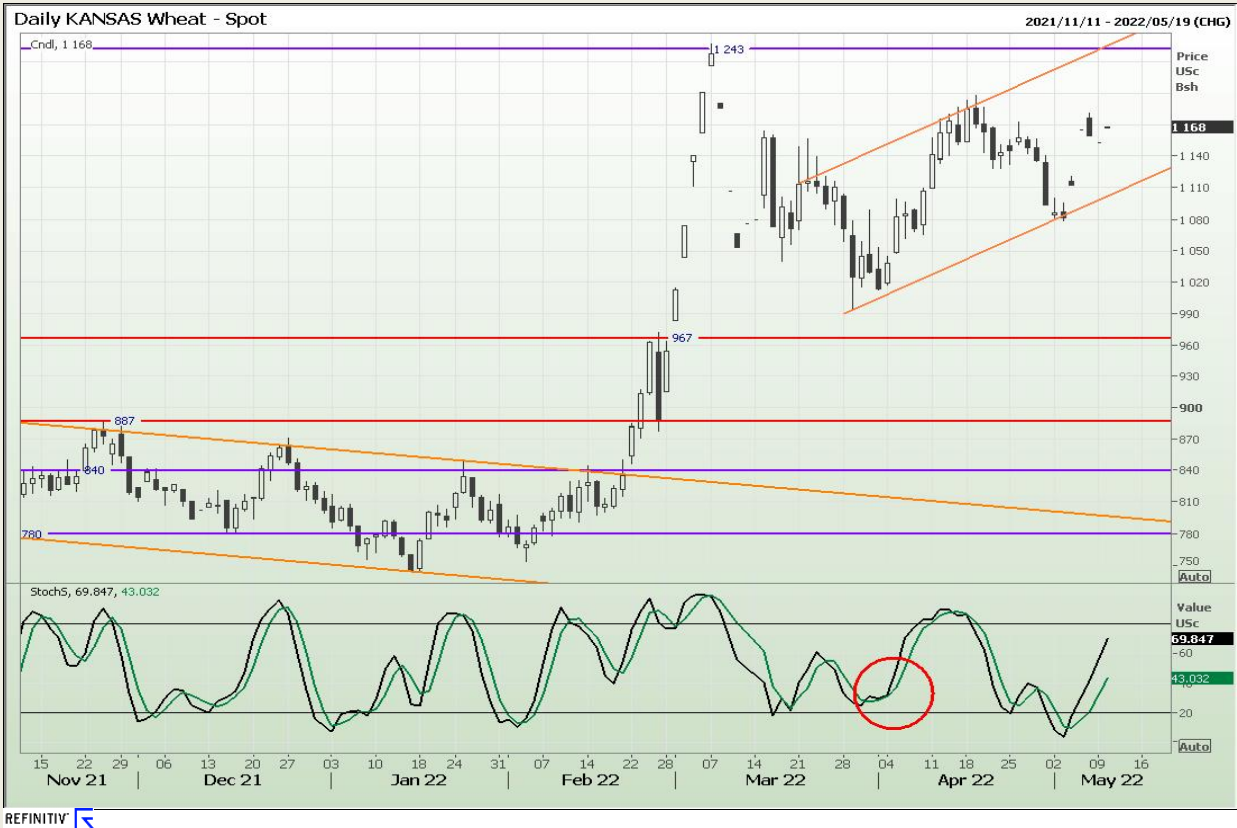 Daily KANSAS Wheat - Spot
2021/11/11 - 2022/05/19 (CHG)
Cndl, 1 168
Price
USc
Bsh
1 243
1 168
1 140
1 110
1 080
1 050
1 020
990
967
960
930
900
887
870
840
840
810
780
780
750
Auto
StochS, 69.847, 43.032
Value
USc
69.847
60
43.032
20
Auto
15 22 29 06 13 20 27 03 10 18 24 31 07 14 22 28 07 14 21 28 04 11 18 25 02 09 16
Nov 21 Dec 21 Jan 22 Feb 22 Mar 22 Apr 22 May 22
REFINITIV